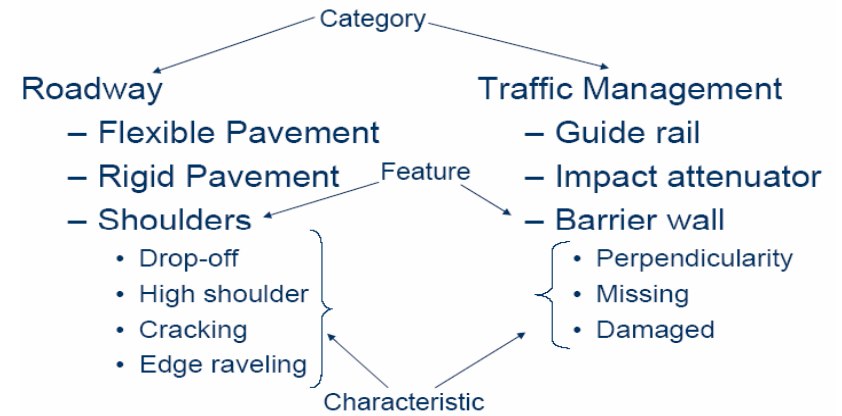 Category
Roadway
– Flexible Pavement
– Rigid Pavement
– Shoulders
• Drop-off
• High shoulder
• Cracking
• Edge raveling
Feature
Traffic Management
– Guide rail
– Impact attenuator
– Barrier wall
• Perpendicularity
• Missing
• Damaged
Characteristic